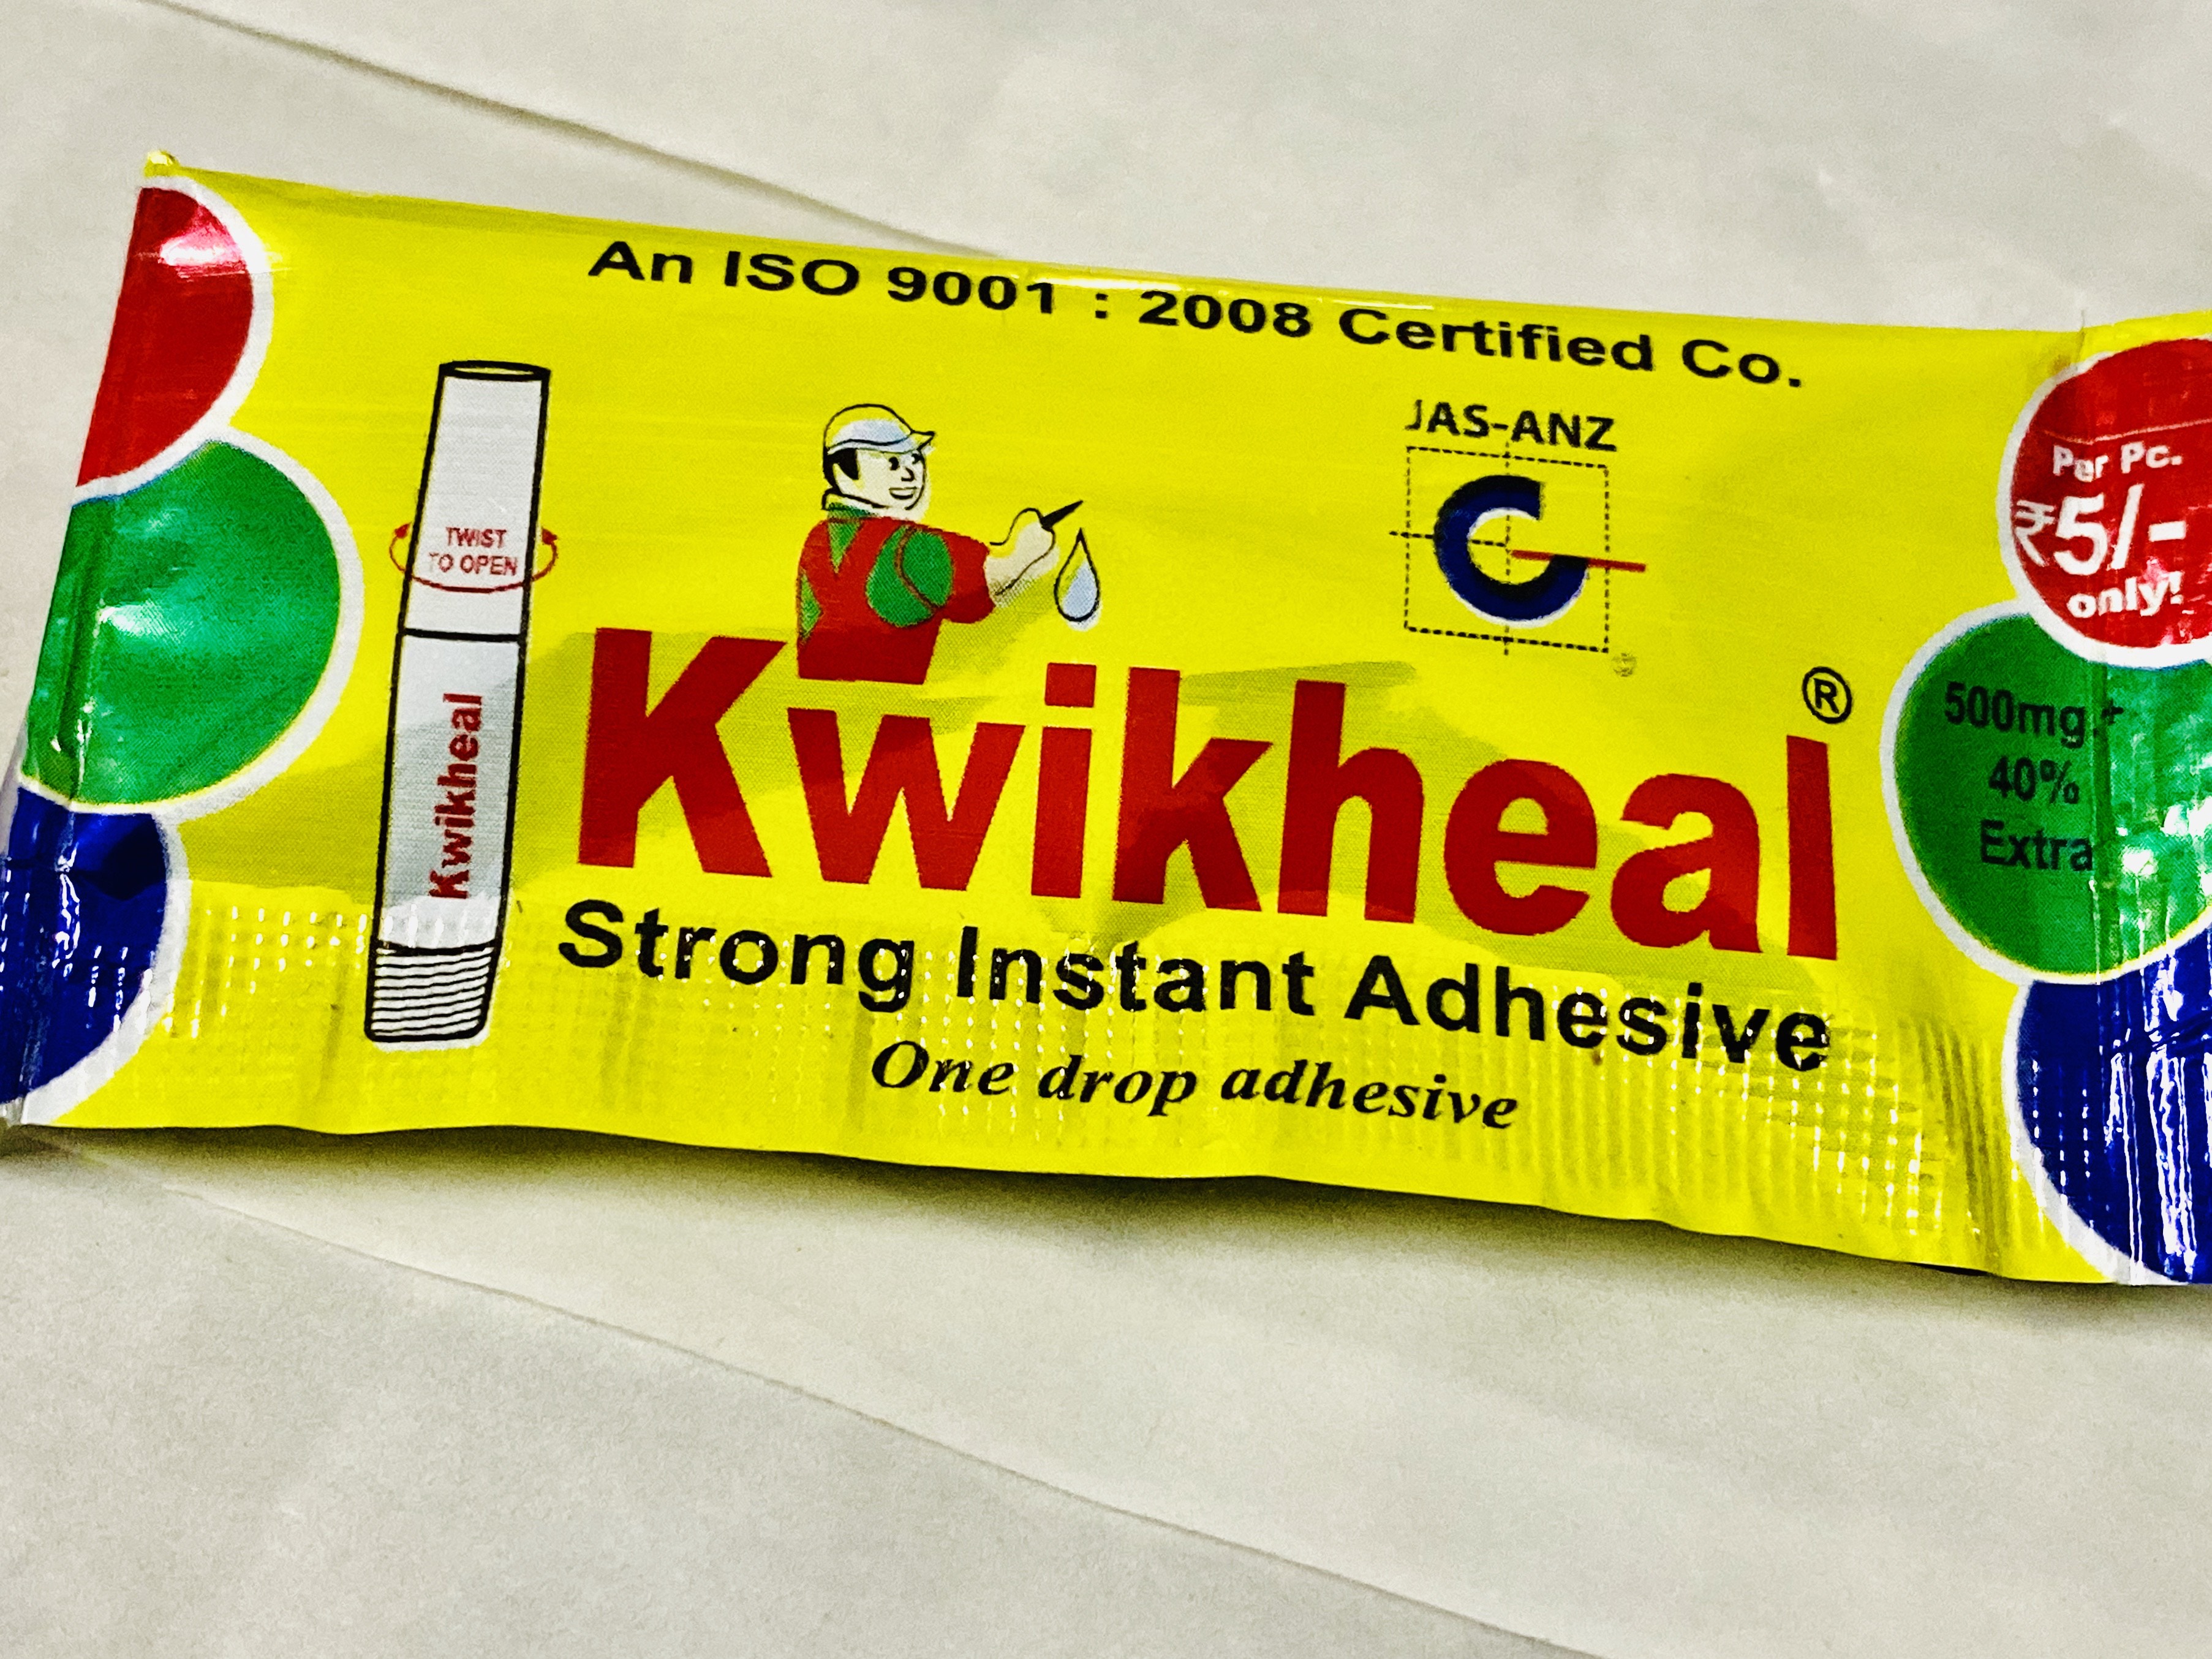 An ISO 9001 : 2008 Certified Co.
JAS-ANZ
TWIST
TO OPEN
Kwikheal
Kwikheal ®
Strong Instant Adhesive
One drop adhesive
Per Pc.
₹5/-
only!
500mg.+
40%
Extra